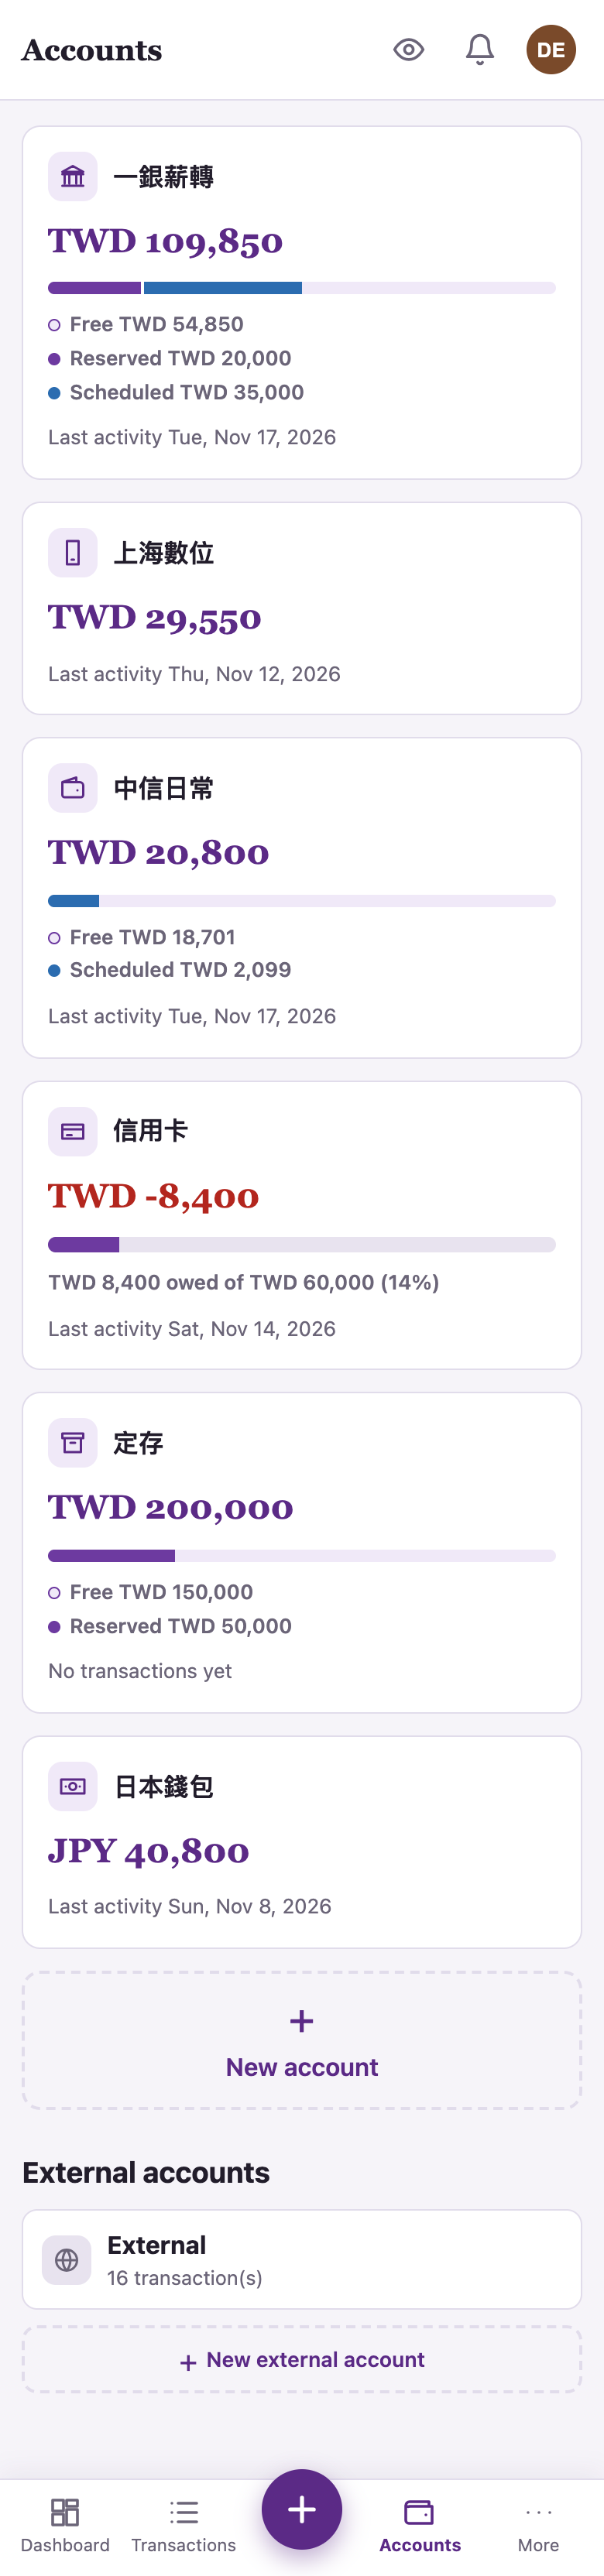 Accounts
DE
一銀薪轉
TWD 109,850
Free TWD 54,850
Reserved TWD 20,000
Scheduled TWD 35,000
Last activity Tue, Nov 17, 2026
上海數位
TWD 29,550
Last activity Thu, Nov 12, 2026
中信日常
TWD 20,800
Free TWD 18,701
Scheduled TWD 2,099
Last activity Tue, Nov 17, 2026
信用卡
TWD -8,400
TWD 8,400 owed of TWD 60,000 (14%)
Last activity Sat, Nov 14, 2026
定存
TWD 200,000
Free TWD 150,000
Reserved TWD 50,000
No transactions yet
日本錢包
JPY 40,800
Last activity Sun, Nov 8, 2026
+
New account
External accounts
External
16 transaction(s)
+ New external account
+
Dashboard Transactions Accounts More